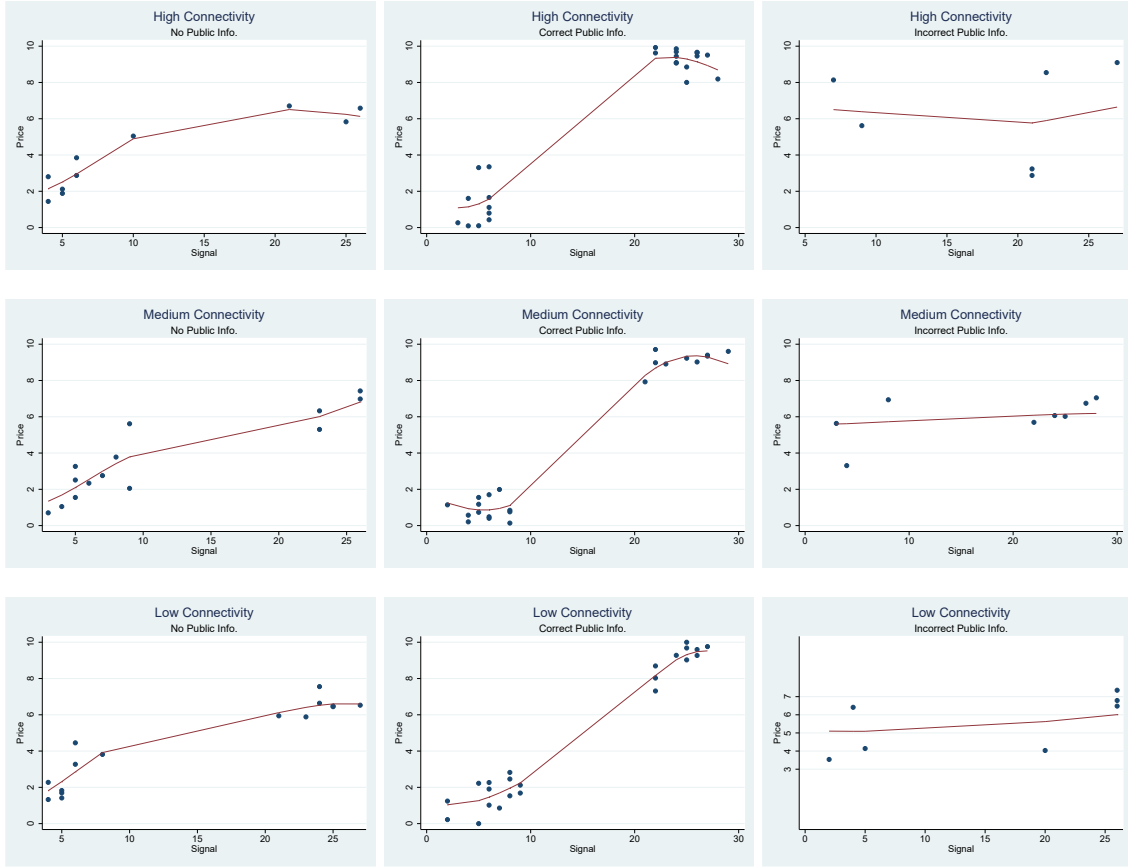 High Connectivity
No Public Info.
Price
0
2
4
6
8
10
5
10
15
20
25
Signal
High Connectivity
Correct Public Info.
Price
0
2
4
6
8
10
0
10
20
30
Signal
High Connectivity
Incorrect Public Info.
Price
0
2
4
6
8
10
5
10
15
20
25
Signal
Medium Connectivity
No Public Info.
Price
0
2
4
6
8
10
5
10
15
20
25
Signal
Medium Connectivity
Correct Public Info.
Price
0
2
4
6
8
10
0
10
20
30
Signal
Medium Connectivity
Incorrect Public Info.
Price
0
2
4
6
8
10
0
10
20
30
Signal
Low Connectivity
No Public Info.
Price
0
2
4
6
8
10
5
10
15
20
25
Signal
Low Connectivity
Correct Public Info.
Price
0
2
4
6
8
10
0
10
20
30
Signal
Low Connectivity
Incorrect Public Info.
Price
3
4
5
6
7
0
5
10
15
20
25
Signal